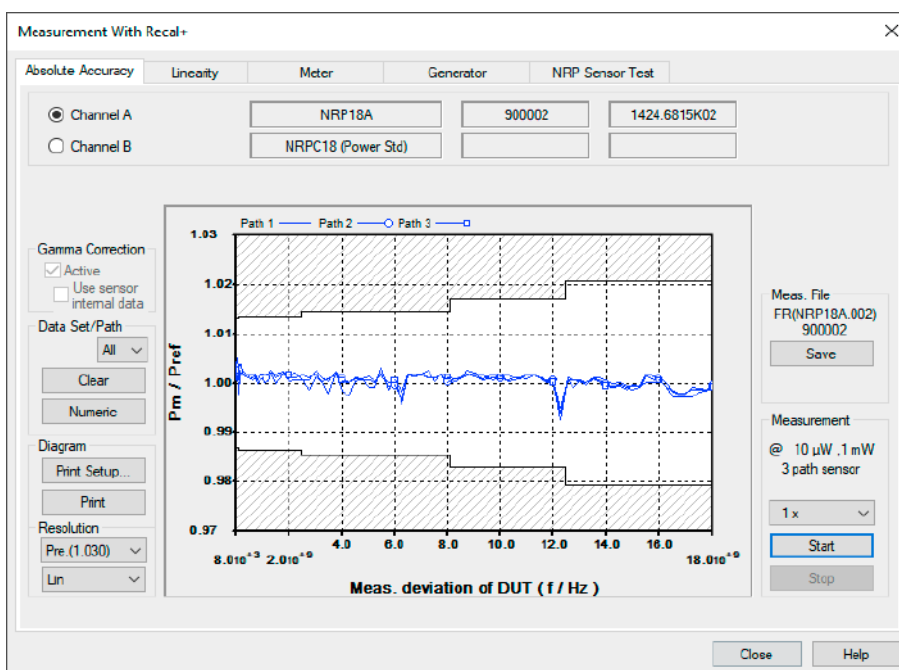 Measurement With Recal+
Absolute Accuracy Linearity Meter Generator NRP Sensor Test
Channel A NRP18A 900002 1424.6815K02
Channel B NRPC18 (Power Std)
Path 1 Path 2 Path 3
Gamma Correction
Active
Use sensor
internal data
Data Set/Path
All
Clear
Numeric
Diagram
Print Setup...
Print
Resolution
Pre.(1.030)
Lin
Pm / Pref
1.03
1.02
1.01
1.00
0.99
0.98
0.97
4.0 6.0 8.0 10.0 12.0 14.0 16.0
8.010+3 2.010+9 18.010+9
Meas. deviation of DUT ( f / Hz )
Meas. File
FR(NRP18A.002)
900002
Save
Measurement
@ 10 µW ,1 mW
3 path sensor
1 x
Start
Stop
Close Help